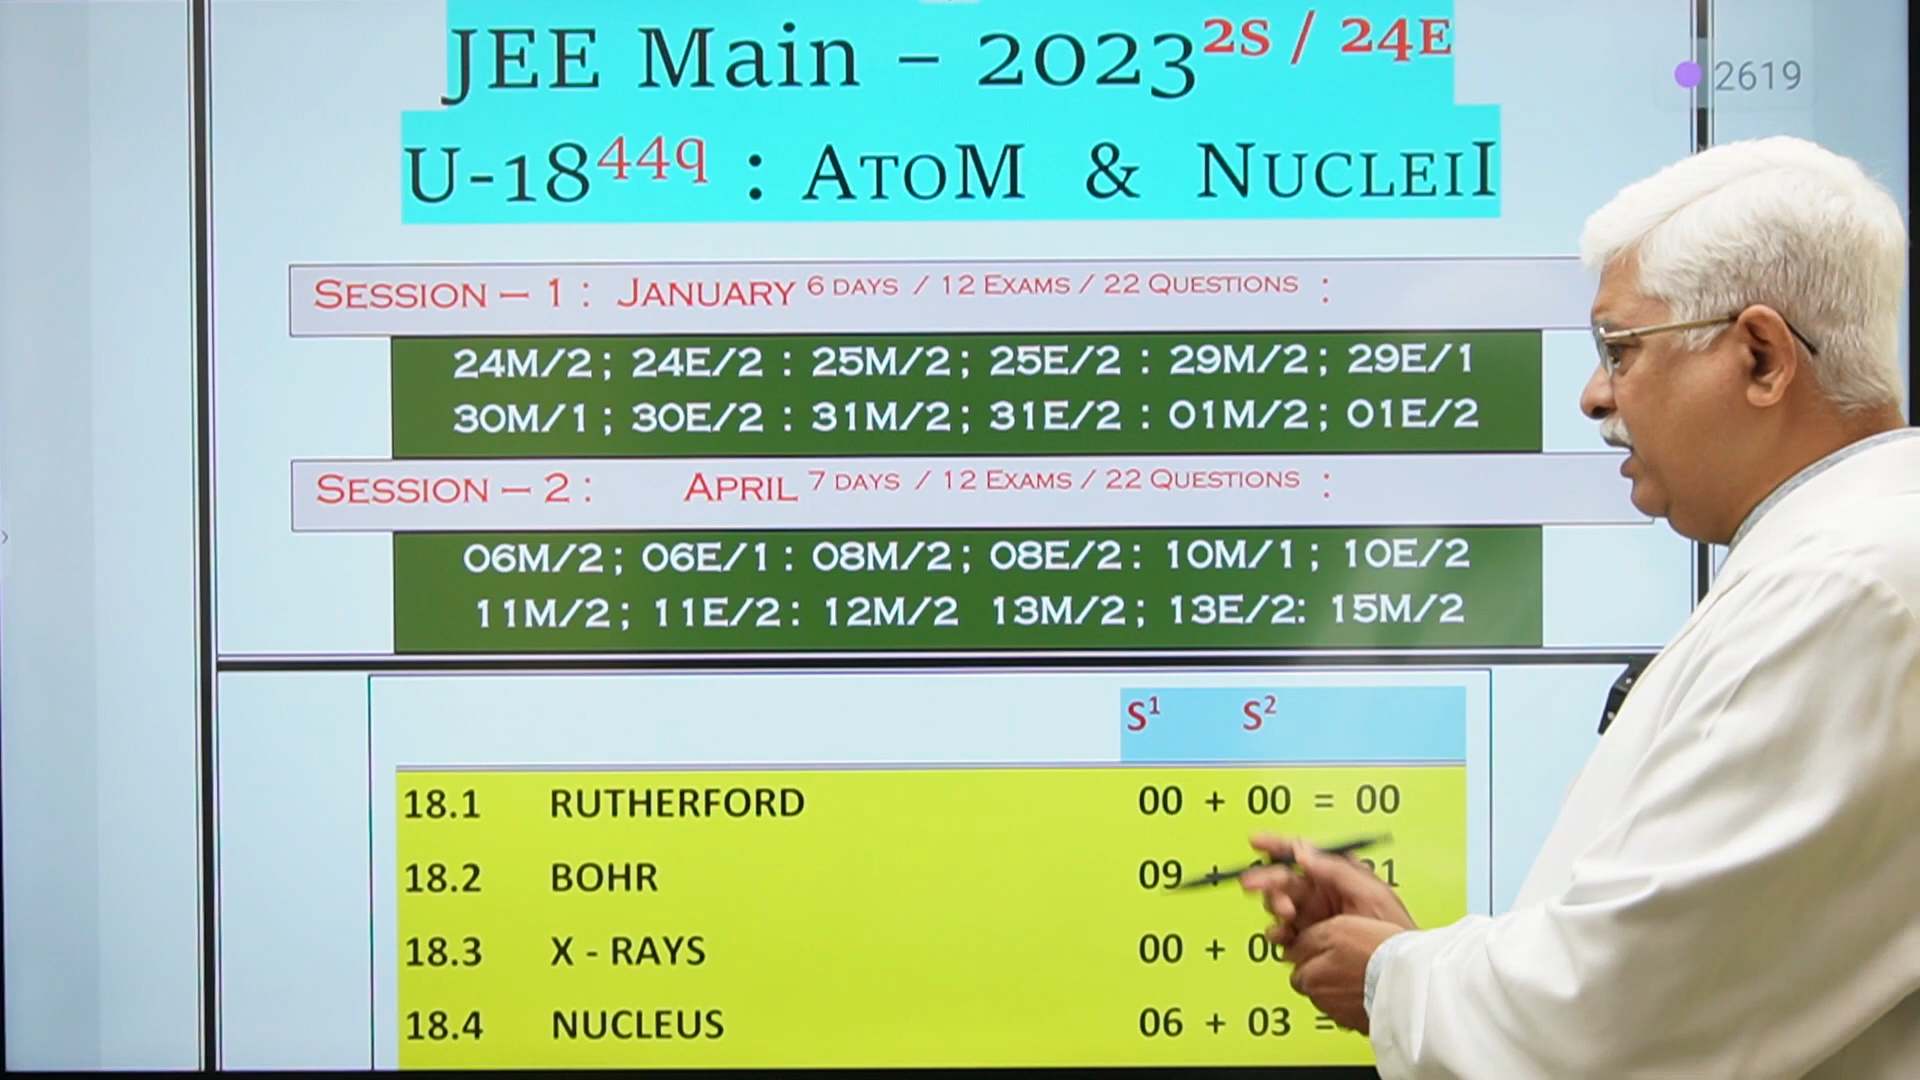 JEE Main – 2023 2S / 24E
2619
U-18 44q : ATOM & NUCLEII
SESSION – 1 : JANUARY 6 DAYS / 12 EXAMS / 22 QUESTIONS :
24M/2 ; 24E/2 : 25M/2 ; 25E/2 : 29M/2 ; 29E/1
30M/1 ; 30E/2 : 31M/2 ; 31E/2 : 01M/2 ; 01E/2
SESSION – 2 : APRIL 7 DAYS / 12 EXAMS / 22 QUESTIONS :
06M/2 ; 06E/1 : 08M/2 ; 08E/2 : 10M/1 ; 10E/2
11M/2 ; 11E/2 : 12M/2 13M/2 ; 13E/2: 15M/2
S¹ S²
18.1 RUTHERFORD 00 + 00 = 00
18.2 BOHR 09 +
18.3 X - RAYS 00 +
18.4 NUCLEUS 06 + 03 =